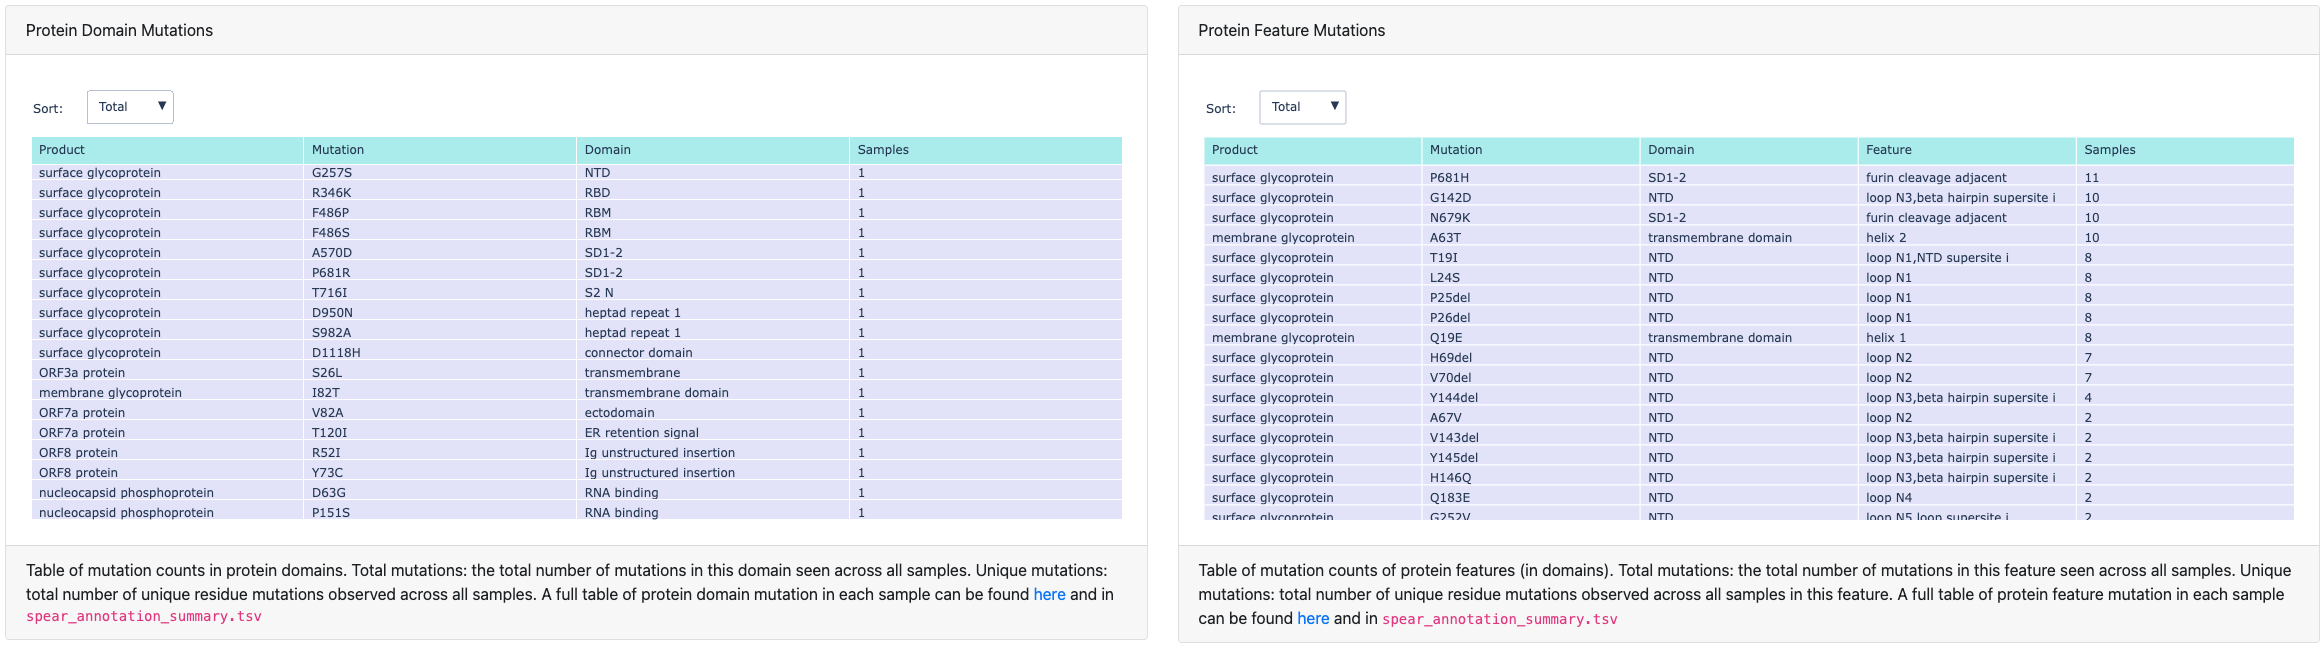 Protein Domain Mutations
Sort: Total ▼
Product Mutation Domain Samples
surface glycoprotein G257S NTD 1
surface glycoprotein R346K RBD 1
surface glycoprotein F486P RBM 1
surface glycoprotein F486S RBM 1
surface glycoprotein A570D SD1-2 1
surface glycoprotein P681R SD1-2 1
surface glycoprotein T716I S2 N 1
surface glycoprotein D950N heptad repeat 1 1
surface glycoprotein S982A heptad repeat 1 1
surface glycoprotein D1118H connector domain 1
ORF3a protein S26L transmembrane 1
membrane glycoprotein I82T transmembrane domain 1
ORF7a protein V82A ectodomain 1
ORF7a protein T120I ER retention signal 1
ORF8 protein R52I Ig unstructured insertion 1
ORF8 protein Y73C Ig unstructured insertion 1
nucleocapsid phosphoprotein D63G RNA binding 1
nucleocapsid phosphoprotein P151S RNA binding 1
Table of mutation counts in protein domains. Total mutations: the total number of mutations in this domain seen across all samples. Unique mutations:
total number of unique residue mutations observed across all samples. A full table of protein domain mutation in each sample can be found here and in
spear_annotation_summary.tsv
Protein Feature Mutations
Sort: Total ▼
Product Mutation Domain Feature Samples
surface glycoprotein P681H SD1-2 furin cleavage adjacent 11
surface glycoprotein G142D NTD loop N3,beta hairpin supersite i 10
surface glycoprotein N679K SD1-2 furin cleavage adjacent 10
membrane glycoprotein A63T transmembrane domain helix 2 10
surface glycoprotein T19I NTD loop N1,NTD supersite i 8
surface glycoprotein L24S NTD loop N1 8
surface glycoprotein P25del NTD loop N1 8
surface glycoprotein P26del NTD loop N1 8
membrane glycoprotein Q19E transmembrane domain helix 1 8
surface glycoprotein H69del NTD loop N2 7
surface glycoprotein V70del NTD loop N2 7
surface glycoprotein Y144del NTD loop N3,beta hairpin supersite i 4
surface glycoprotein A67V NTD loop N2 2
surface glycoprotein V143del NTD loop N3,beta hairpin supersite i 2
surface glycoprotein Y145del NTD loop N3,beta hairpin supersite i 2
surface glycoprotein H146Q NTD loop N3,beta hairpin supersite i 2
surface glycoprotein Q183E NTD loop N4 2
surface glycoprotein G252V NTD loop N5,loop supersite i 2
Table of mutation counts of protein features (in domains). Total mutations: the total number of mutations in this feature seen across all samples. Unique
mutations: total number of unique residue mutations observed across all samples in this feature. A full table of protein feature mutation in each sample
can be found here and in spear_annotation_summary.tsv